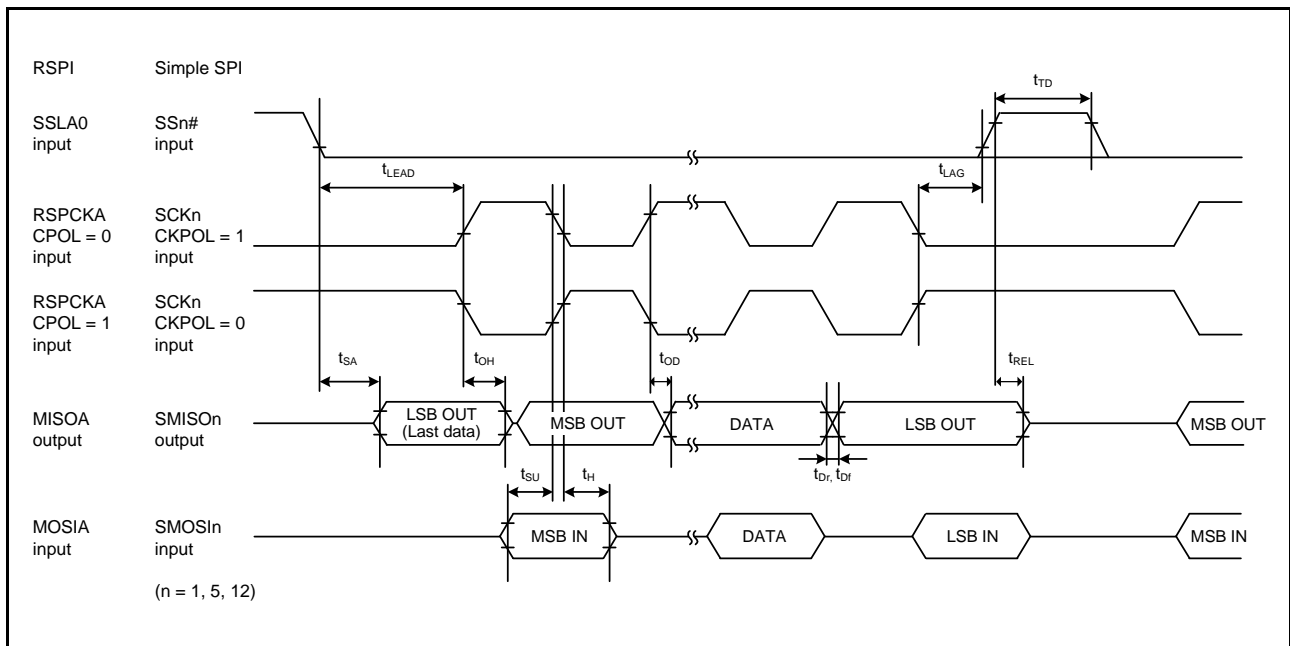 RSPI Simple SPI
tTD
SSLA0 SSn#
input input
tLEAD tLAG
RSPCKA SCKn
CPOL = 0 CKPOL = 1
input input
RSPCKA SCKn
CPOL = 1 CKPOL = 0
input input
tSA tOH tOD tREL
MISOA SMISOn
output output
LSB OUT
(Last data)
MSB OUT DATA LSB OUT MSB OUT
tSU tH tDr, tDf
MOSIA SMOSIn
input input
MSB IN DATA LSB IN MSB IN
(n = 1, 5, 12)